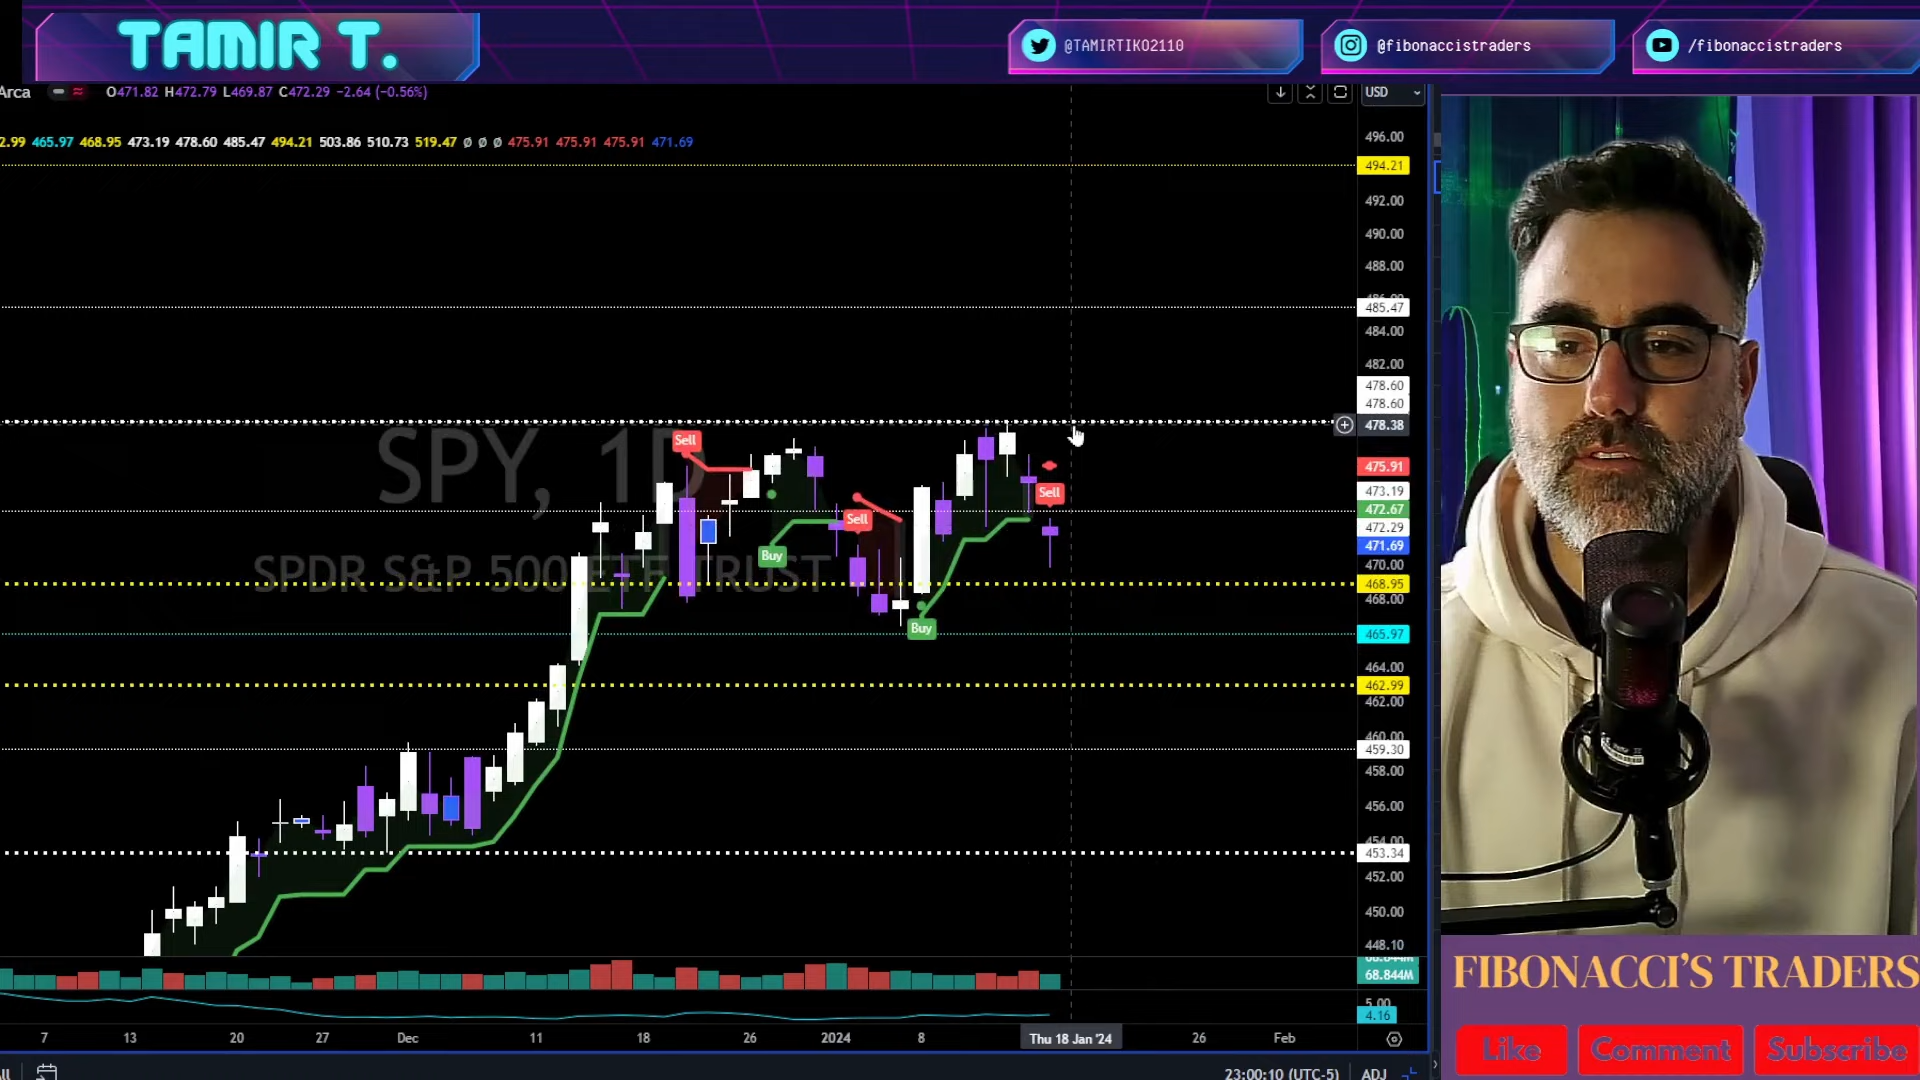 TAMIR T.
@TAMIRTIKO2110
@fibonaccistraders
/fibonaccistraders
Arca O471.82 H472.79 L469.87 C472.29 −2.64 (−0.56%)
USD
2.99 465.97 468.95 473.19 478.60 485.47 494.21 503.86 510.73 519.47 ø ø ø 475.91 475.91 475.91 471.69
496.00
494.21
492.00
490.00
488.00
485.47
484.00
482.00
478.60
478.60
478.38
475.91
473.19
472.67
472.29
471.69
470.00
468.95
468.00
465.97
464.00
462.99
462.00
460.00
459.30
458.00
456.00
453.34
452.00
450.00
448.10
SPY, 1D
SPDR S&P 500 ETF TRUST
Sell
Buy
Sell
Buy
Sell
68.844M
5.00
4.16
7 13 20 27 Dec 11 18 26 2024 8 Thu 18 Jan '24 26 Feb
23:00:10 (UTC-5) ADJ
FIBONACCI'S TRADERS
Like Comment Subscribe